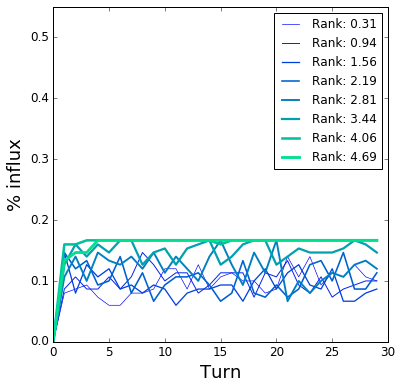 0.5
0.4
0.3
0.2
0.1
0.0
% influx
0
5
10
15
20
25
30
Turn
Rank: 0.31
Rank: 0.94
Rank: 1.56
Rank: 2.19
Rank: 2.81
Rank: 3.44
Rank: 4.06
Rank: 4.69